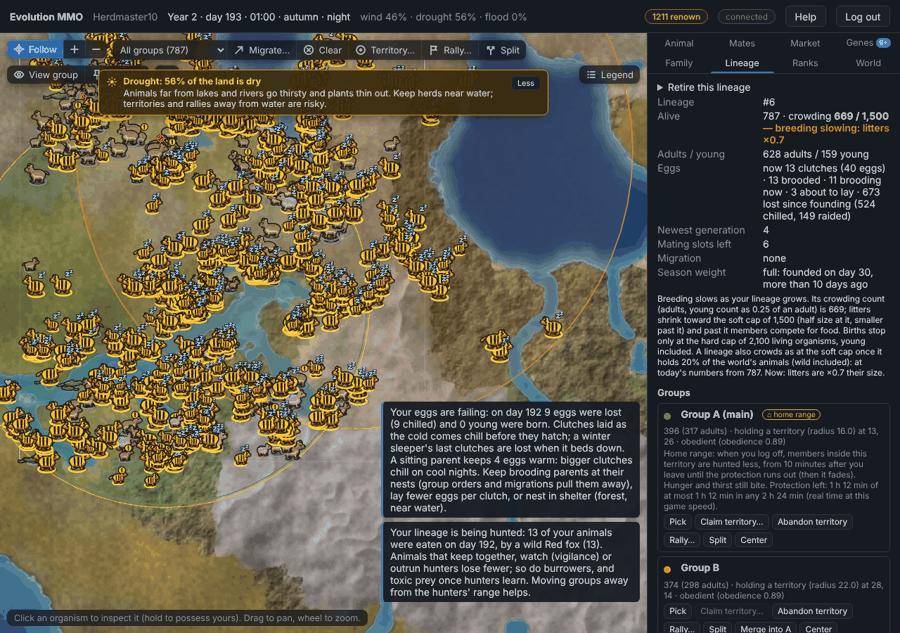 Evolution MMO Herdmaster10 Year 2 · day 193 · 01:00 · autumn · night wind 46% · drought 56% · flood 0% 1211 renown connected Help Log out
Follow + − All groups (787) Migrate... Clear Territory... Rally... Split
View group Legend
Drought: 56% of the land is dry Less
Animals far from lakes and rivers go thirsty and plants thin out. Keep herds near water;
territories and rallies away from water are risky.
Your eggs are failing: on day 192 9 eggs were lost
(9 chilled) and 0 young were born. Clutches laid
as the cold comes chill before they hatch; a winter
sleeper's last clutches are lost when it beds down.
A sitting parent keeps 4 eggs warm: bigger clutches
chill on cool nights. Keep brooding parents at their
nests (group orders and migrations pull them away),
lay fewer eggs per clutch, or nest in shelter (forest,
near water).
Your lineage is being hunted: 13 of your animals
were eaten on day 192, by a wild Red fox (13).
Animals that keep together, watch (vigilance) or
outrun hunters lose fewer; so do burrowers, and
toxic prey once hunters learn. Moving groups away
from the hunters' range helps.
Click an organism to inspect it (hold to possess yours). Drag to pan, wheel to zoom.
Animal Mates Market Genes 9+
Family Lineage Ranks World
▶ Retire this lineage
Lineage #6
Alive 787 · crowding 669 / 1,500
— breeding slowing: litters
×0.7
Adults / young 628 adults / 159 young
Eggs now 13 clutches (40 eggs)
· 13 brooded · 11 brooding
now · 3 about to lay · 673
lost since founding (524
chilled, 149 raided)
Newest generation 4
Mating slots left 6
Migration none
Season weight full: founded on day 30,
more than 10 days ago
Breeding slows as your lineage grows. Its crowding count
(adults, young count as 0.25 of an adult) is 669; litters
shrink toward the soft cap of 1,500 (half size at it, smaller
past it) and past it members compete for food. Births stop
only at the hard cap of 2,100 living organisms, young
included. A lineage also crowds as at the soft cap once it
holds 20% of the world's animals (wild included): at
today's numbers from 787. Now: litters are ×0.7 their size.
Groups
Group A (main) home range
396 (317 adults) · holding a territory (radius 16.0) at 13,
26 · obedient (obedience 0.89)
Home range: when you log off, members inside this
territory are hunted less, from 10 minutes after you
leave until the protection runs out (then it fades).
Hunger and thirst still bite. Protection left: 1 h 12 min of
at most 1 h 12 min in any 2 h 24 min (real time at this
game speed).
Pick Claim territory... Abandon territory
Rally... Split Center
Group B
374 (298 adults) · holding a territory (radius 22.0) at 28,
14 · obedient (obedience 0.89)
Pick Claim territory... Abandon territory
Rally... Split Merge into A Center